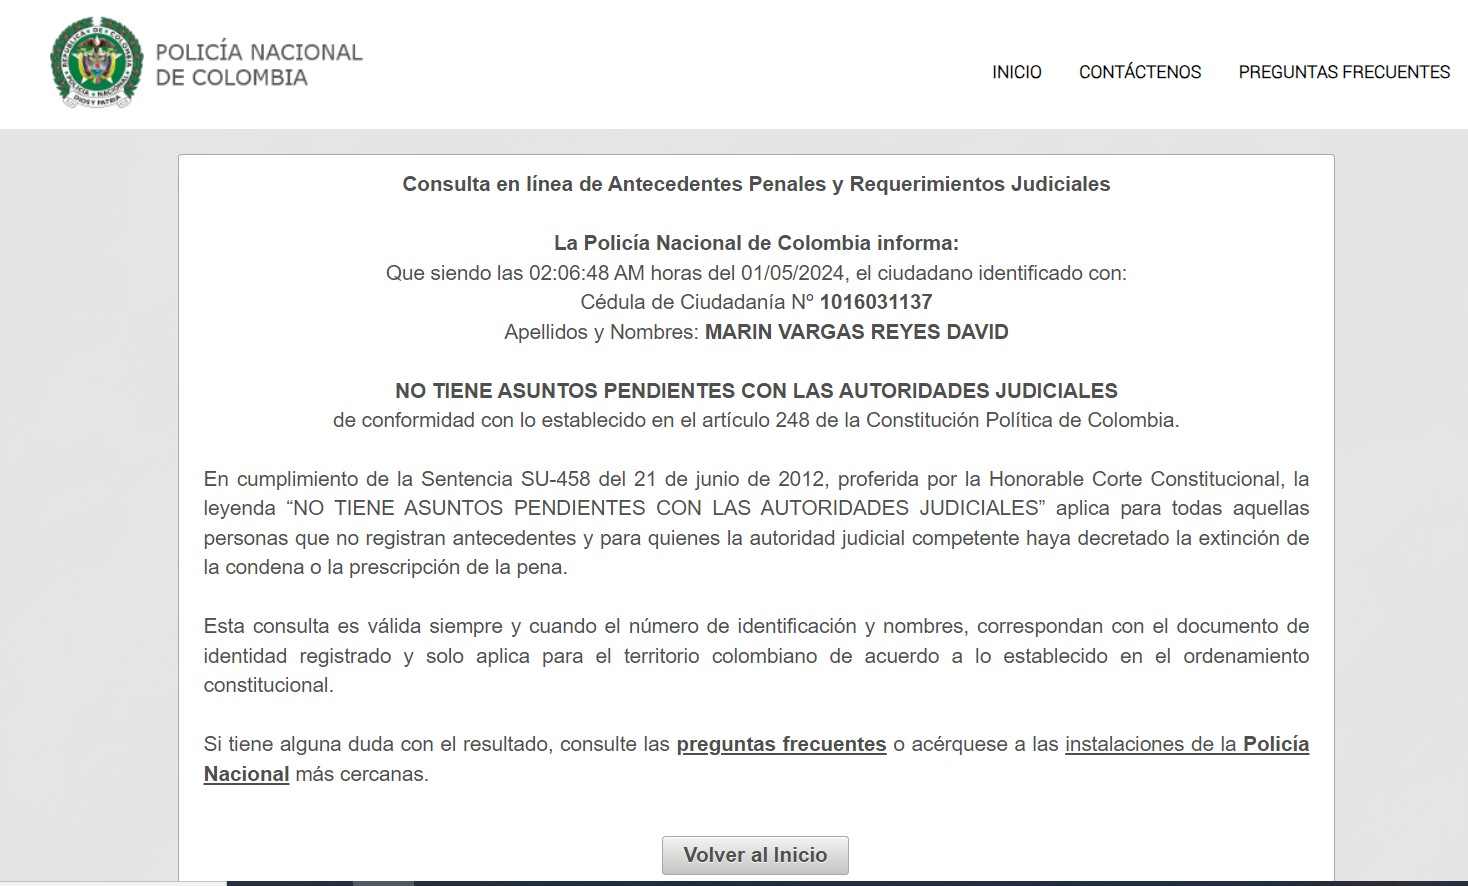 REPUBLICA DE COLOMBIA
POLICIA NACIONAL
DIOS Y PATRIA
POLICÍA NACIONAL
DE COLOMBIA
INICIO CONTÁCTENOS PREGUNTAS FRECUENTES
Consulta en línea de Antecedentes Penales y Requerimientos Judiciales
La Policía Nacional de Colombia informa:
Que siendo las 02:06:48 AM horas del 01/05/2024, el ciudadano identificado con:
Cédula de Ciudadanía Nº 1016031137
Apellidos y Nombres: MARIN VARGAS REYES DAVID
NO TIENE ASUNTOS PENDIENTES CON LAS AUTORIDADES JUDICIALES
de conformidad con lo establecido en el artículo 248 de la Constitución Política de Colombia.
En cumplimiento de la Sentencia SU-458 del 21 de junio de 2012, proferida por la Honorable Corte Constitucional, la
leyenda “NO TIENE ASUNTOS PENDIENTES CON LAS AUTORIDADES JUDICIALES” aplica para todas aquellas
personas que no registran antecedentes y para quienes la autoridad judicial competente haya decretado la extinción de
la condena o la prescripción de la pena.
Esta consulta es válida siempre y cuando el número de identificación y nombres, correspondan con el documento de
identidad registrado y solo aplica para el territorio colombiano de acuerdo a lo establecido en el ordenamiento
constitucional.
Si tiene alguna duda con el resultado, consulte las preguntas frecuentes o acérquese a las instalaciones de la Policía
Nacional más cercanas.
Volver al Inicio